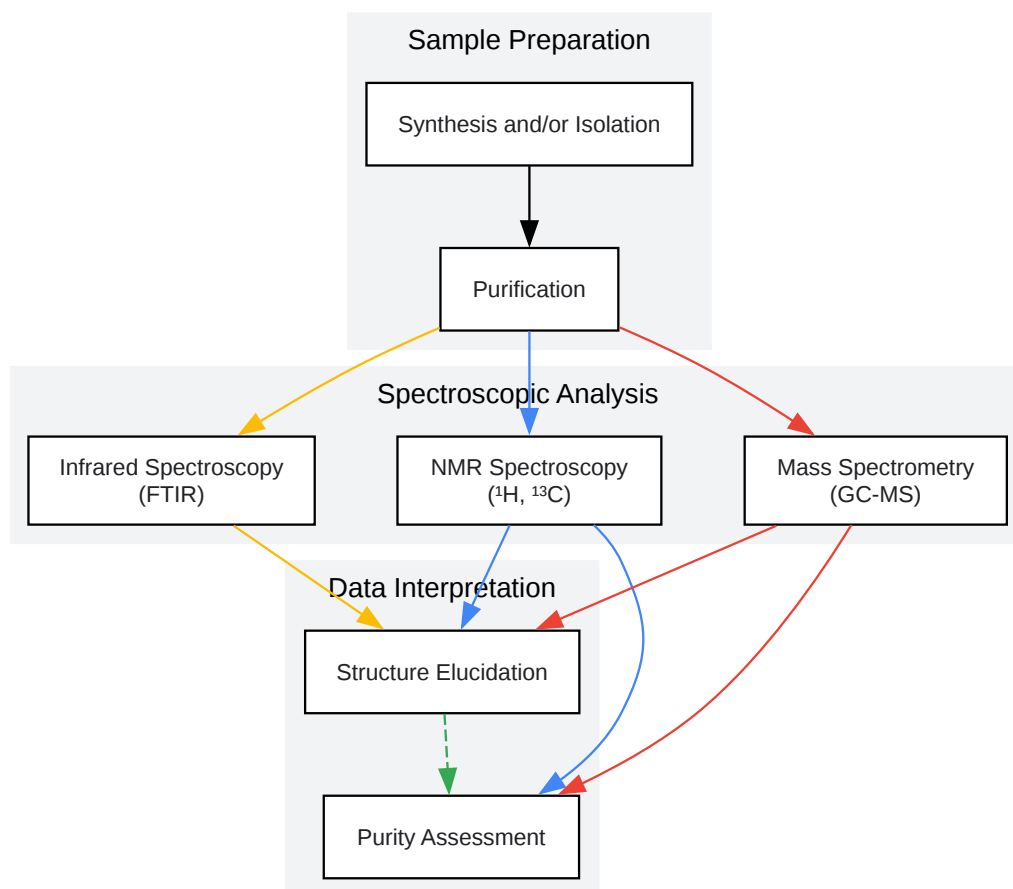 Sample Preparation
Synthesis and/or Isolation
Purification
Spectroscopic Analysis
Infrared Spectroscopy
(FTIR)
NMR Spectroscopy
(¹H, ¹³C)
Mass Spectrometry
(GC-MS)
Data Interpretation
Structure Elucidation
Purity Assessment